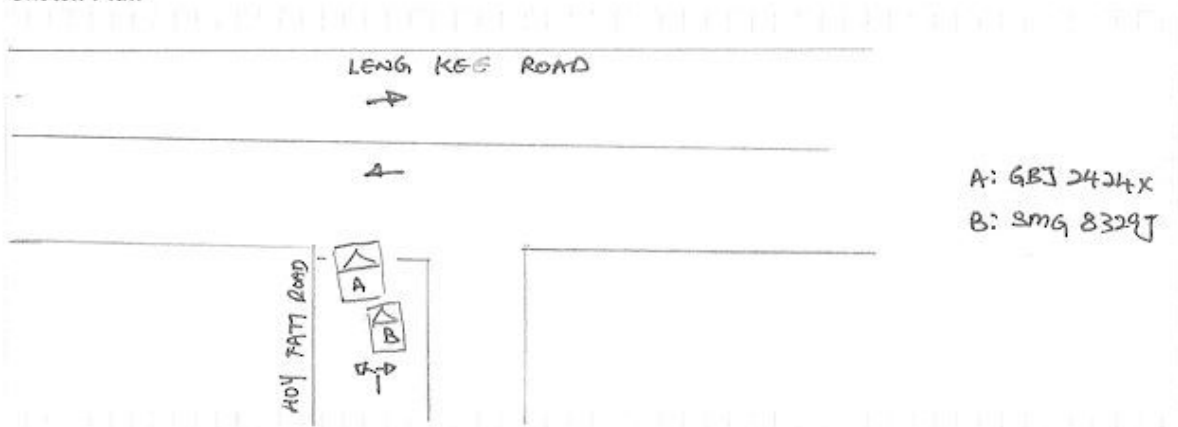 LENG KEE ROAD
A: GBJ 2424X
B: SMG 8329J
HOY FATT ROAD
A
B